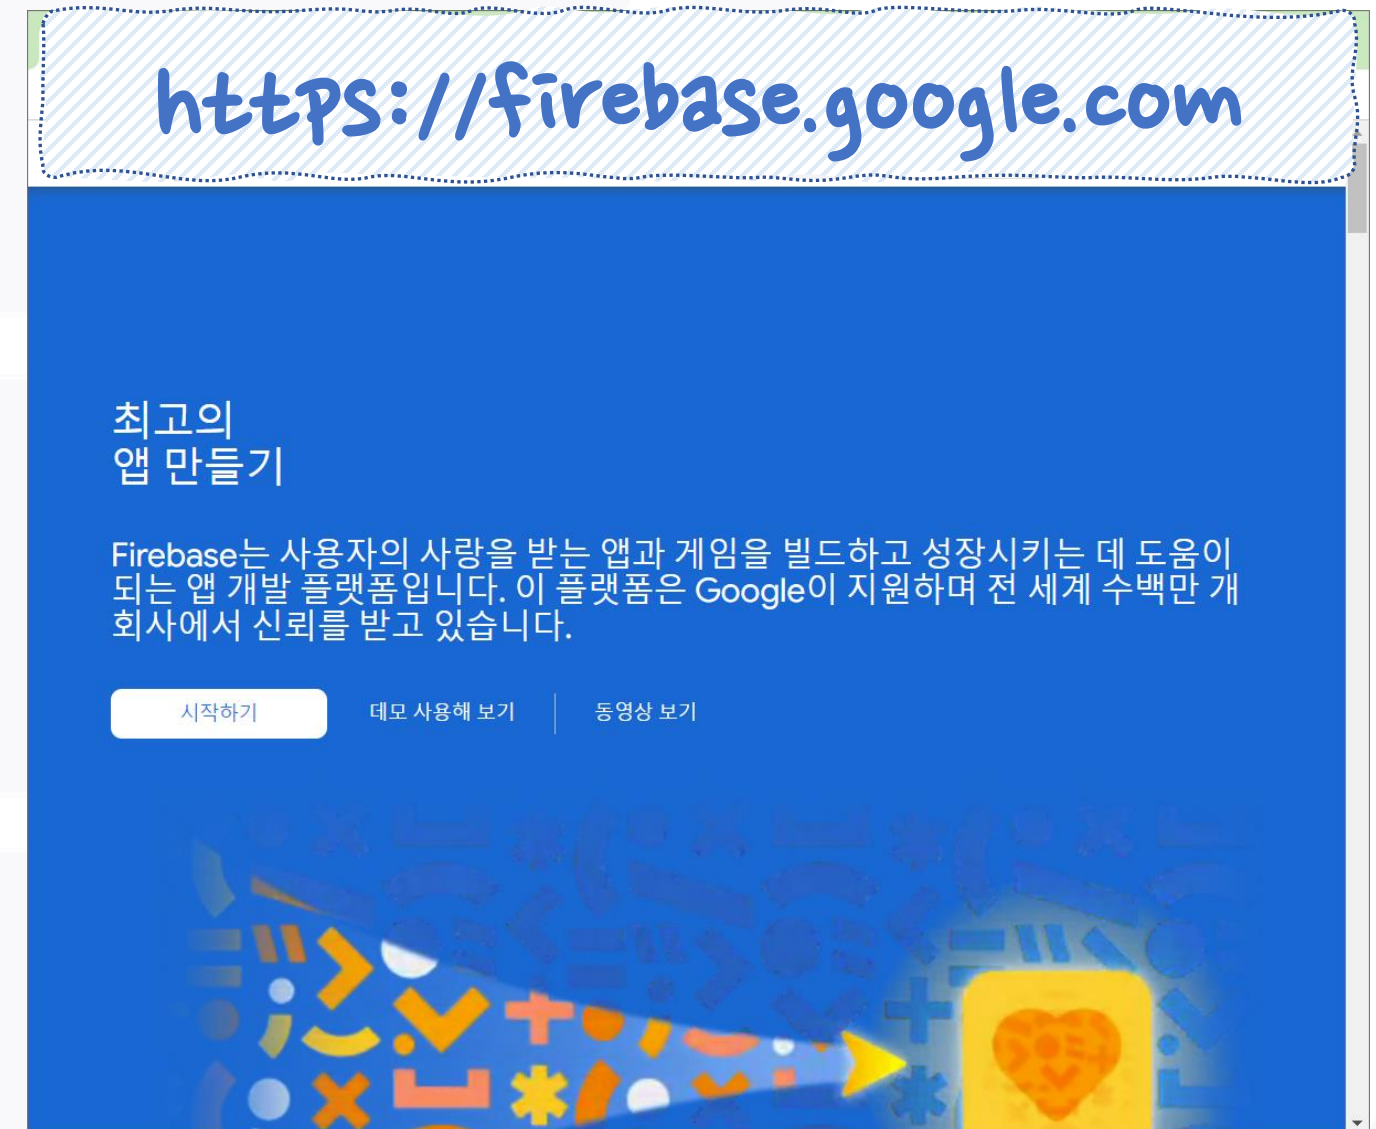 https://firebase.google.com
최고의
앱 만들기
Firebase는 사용자의 사랑을 받는 앱과 게임을 빌드하고 성장시키는 데 도움이
되는 앱 개발 플랫폼입니다. 이 플랫폼은 Google이 지원하며 전 세계 수백만 개
회사에서 신뢰를 받고 있습니다.
시작하기 데모 사용해 보기 동영상 보기